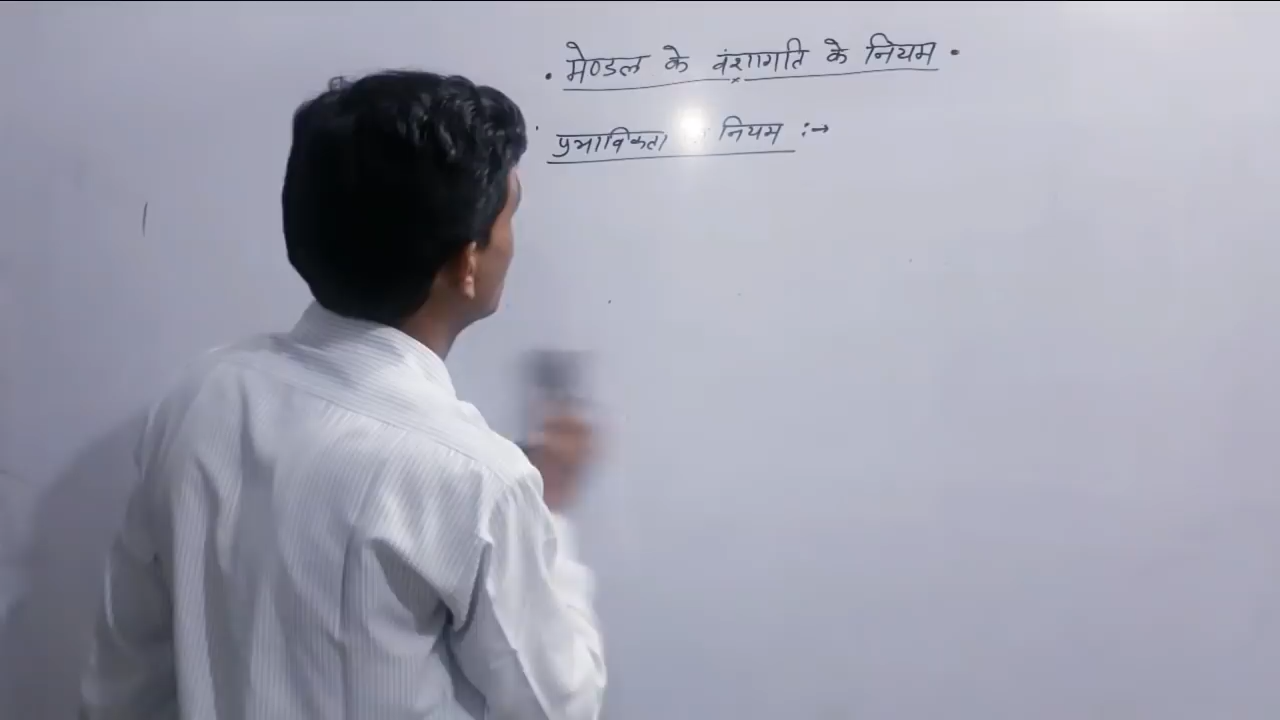 • मेण्डल के वंशागति के नियम •
प्रभाविकता नियम :→